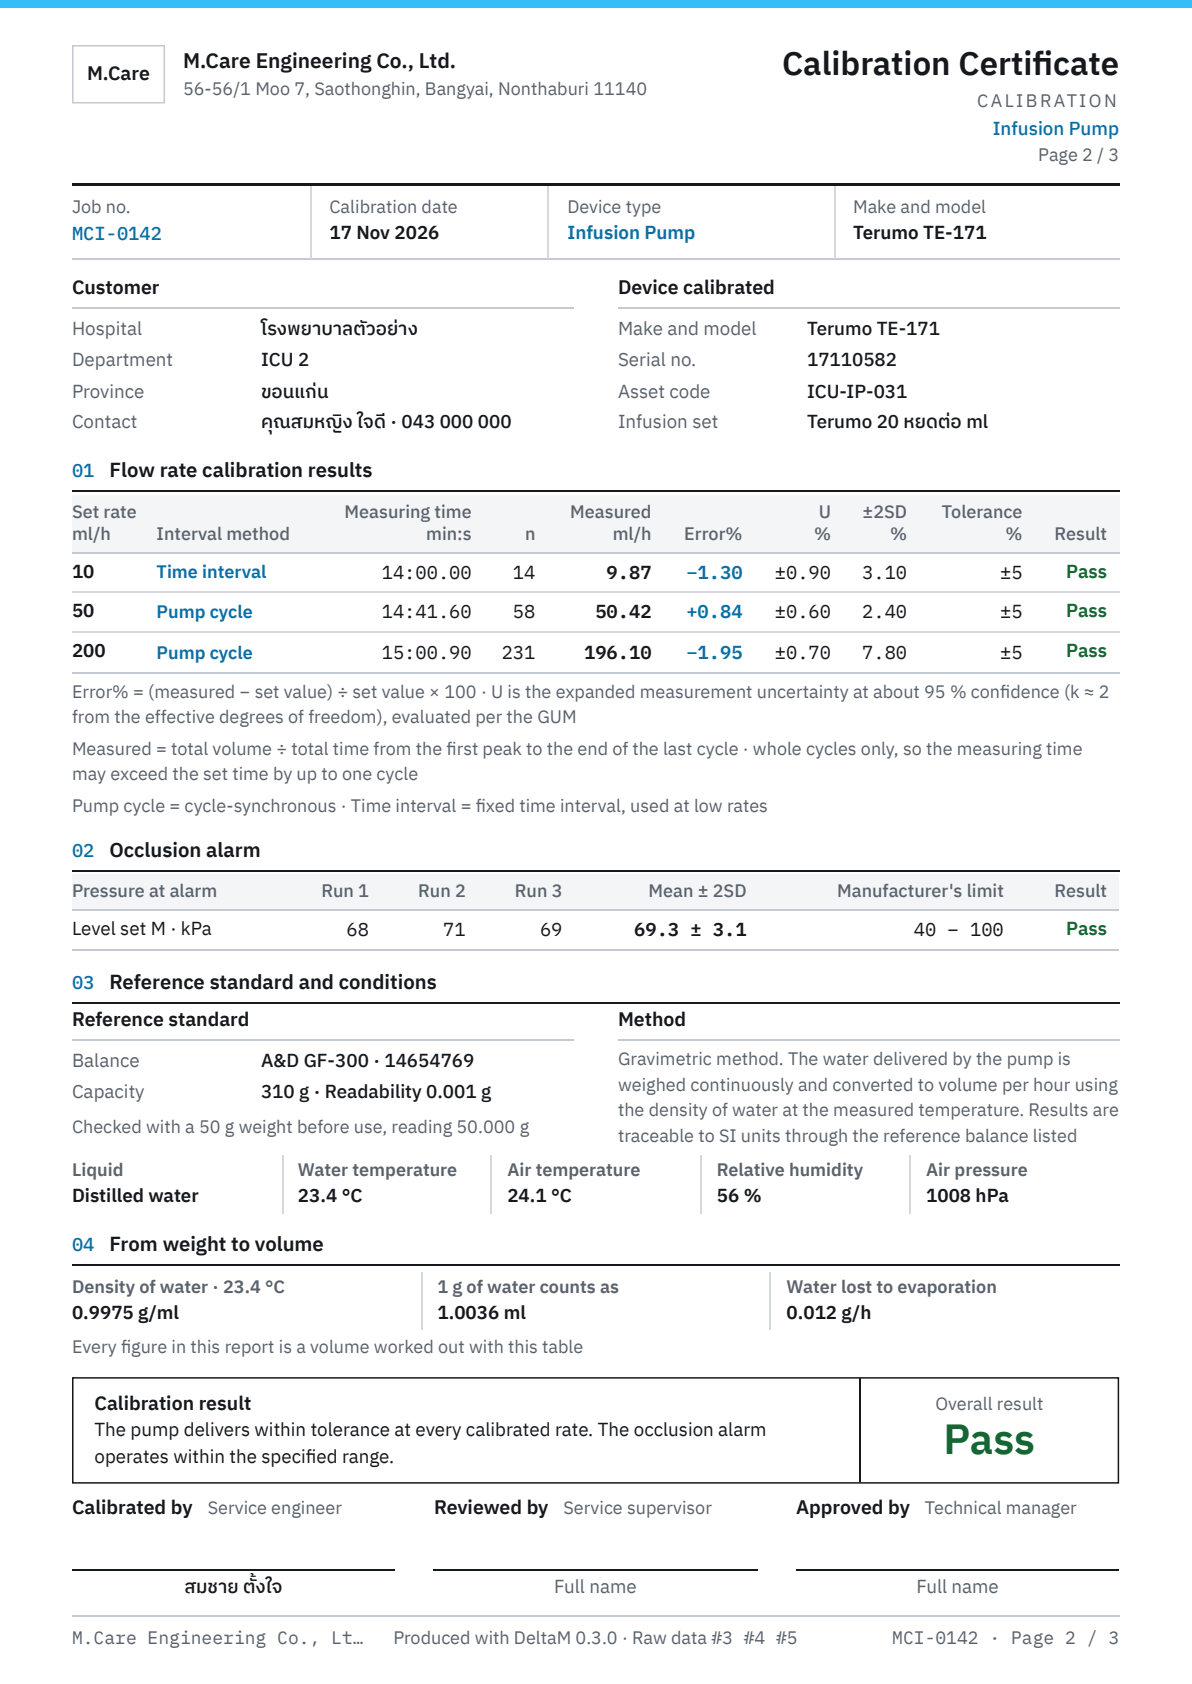 M.Care
M.Care Engineering Co., Ltd.
56-56/1 Moo 7, Saothonghin, Bangyai, Nonthaburi 11140
Calibration Certificate
CALIBRATION
Infusion Pump
Page 2 / 3
Job no. Calibration date Device type Make and model
MCI-0142 17 Nov 2026 Infusion Pump Terumo TE-171
Customer
Hospital โรงพยาบาลตัวอย่าง
Department ICU 2
Province ขอนแก่น
Contact คุณสมหญิง ใจดี · 043 000 000
Device calibrated
Make and model Terumo TE-171
Serial no. 17110582
Asset code ICU-IP-031
Infusion set Terumo 20 หยดต่อ ml
01 Flow rate calibration results
Set rate Measuring time Measured U ±2SD Tolerance
ml/h Interval method min:s n ml/h Error% % % % Result
10 Time interval 14:00.00 14 9.87 −1.30 ±0.90 3.10 ±5 Pass
50 Pump cycle 14:41.60 58 50.42 +0.84 ±0.60 2.40 ±5 Pass
200 Pump cycle 15:00.90 231 196.10 −1.95 ±0.70 7.80 ±5 Pass
Error% = (measured − set value) ÷ set value × 100 · U is the expanded measurement uncertainty at about 95 % confidence (k ≈ 2
from the effective degrees of freedom), evaluated per the GUM
Measured = total volume ÷ total time from the first peak to the end of the last cycle · whole cycles only, so the measuring time
may exceed the set time by up to one cycle
Pump cycle = cycle-synchronous · Time interval = fixed time interval, used at low rates
02 Occlusion alarm
Pressure at alarm Run 1 Run 2 Run 3 Mean ± 2SD Manufacturer's limit Result
Level set M · kPa 68 71 69 69.3 ± 3.1 40 – 100 Pass
03 Reference standard and conditions
Reference standard
Balance A&D GF-300 · 14654769
Capacity 310 g · Readability 0.001 g
Checked with a 50 g weight before use, reading 50.000 g
Method
Gravimetric method. The water delivered by the pump is
weighed continuously and converted to volume per hour using
the density of water at the measured temperature. Results are
traceable to SI units through the reference balance listed
Liquid Water temperature Air temperature Relative humidity Air pressure
Distilled water 23.4 °C 24.1 °C 56 % 1008 hPa
04 From weight to volume
Density of water · 23.4 °C 1 g of water counts as Water lost to evaporation
0.9975 g/ml 1.0036 ml 0.012 g/h
Every figure in this report is a volume worked out with this table
Calibration result
The pump delivers within tolerance at every calibrated rate. The occlusion alarm
operates within the specified range.
Overall result
Pass
Calibrated by Service engineer Reviewed by Service supervisor Approved by Technical manager
สมชาย ตั้งใจ Full name Full name
M.Care Engineering Co., Lt… Produced with DeltaM 0.3.0 · Raw data #3 #4 #5 MCI-0142 · Page 2 / 3